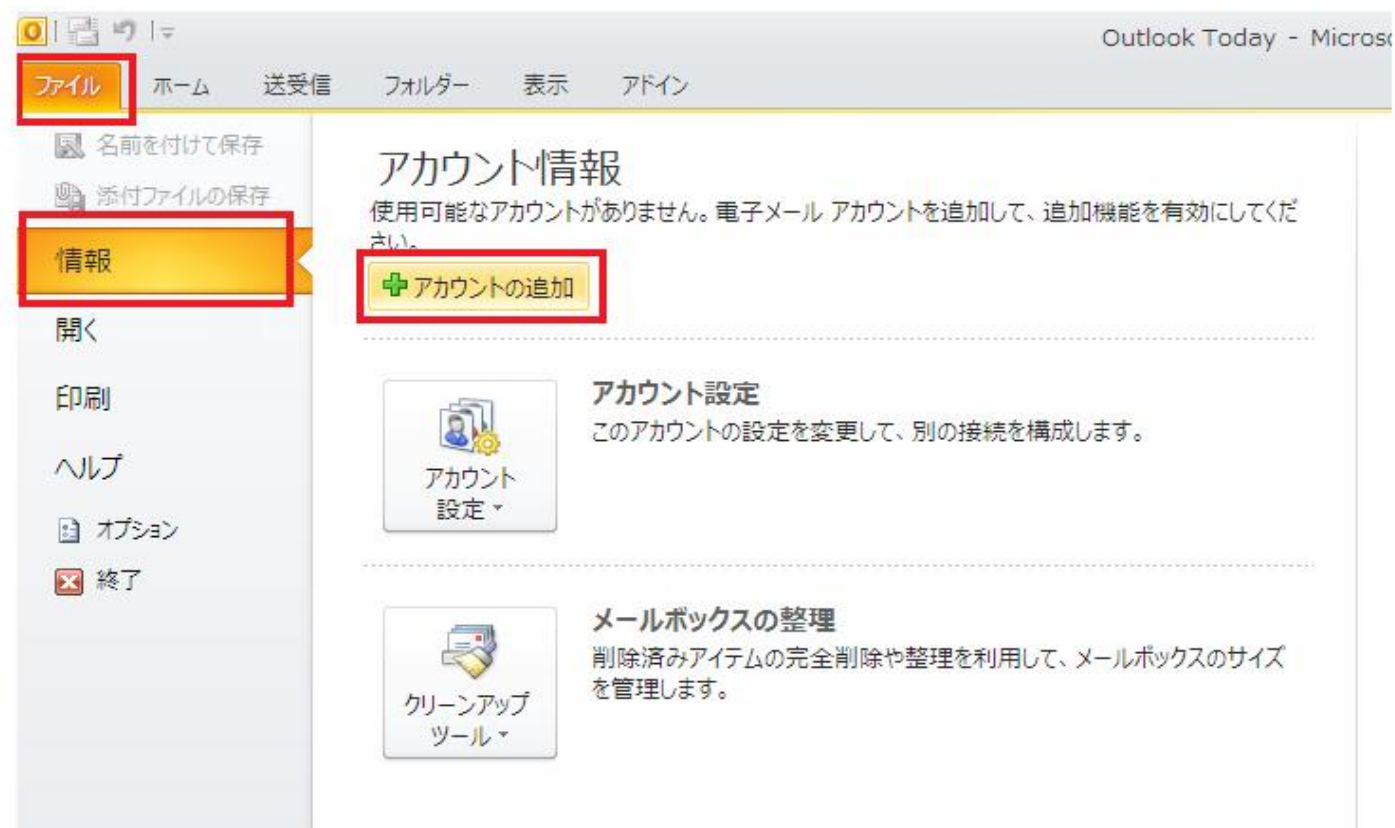 Outlook Today - Microso
ファイル ホーム 送受信 フォルダー 表示 アドイン
名前を付けて保存
添付ファイルの保存
情報
開く
印刷
ヘルプ
オプション
終了
アカウント情報
使用可能なアカウントがありません。電子メール アカウントを追加して、追加機能を有効にしてくだ
さい。
アカウントの追加
アカウント
設定
アカウント設定
このアカウントの設定を変更して、別の接続を構成します。
クリーンアップ
ツール
メールボックスの整理
削除済みアイテムの完全削除や整理を利用して、メールボックスのサイズ
を管理します。